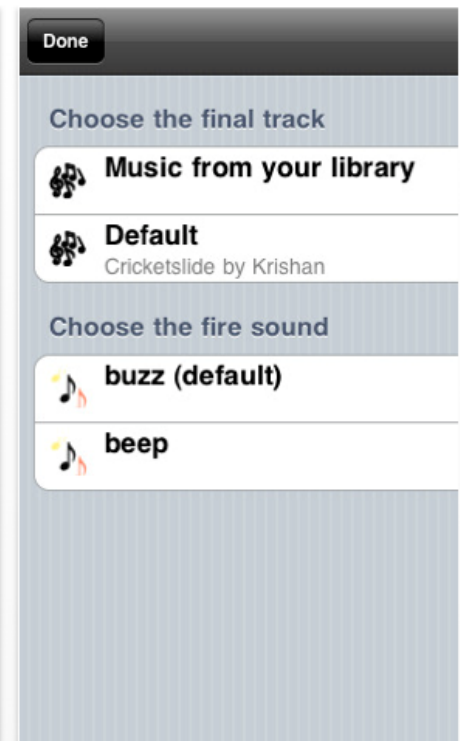 Done
Choose the final track
Music from your library
Default
Cricketslide by Krishan
Choose the fire sound
buzz (default)
beep